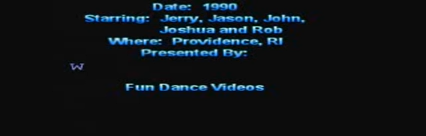 Date: 1990
Starring: Jerry, Jason, John,
Joshua and Rob
Where: Providence, RI
Presented By:
W
Fun Dance Videos